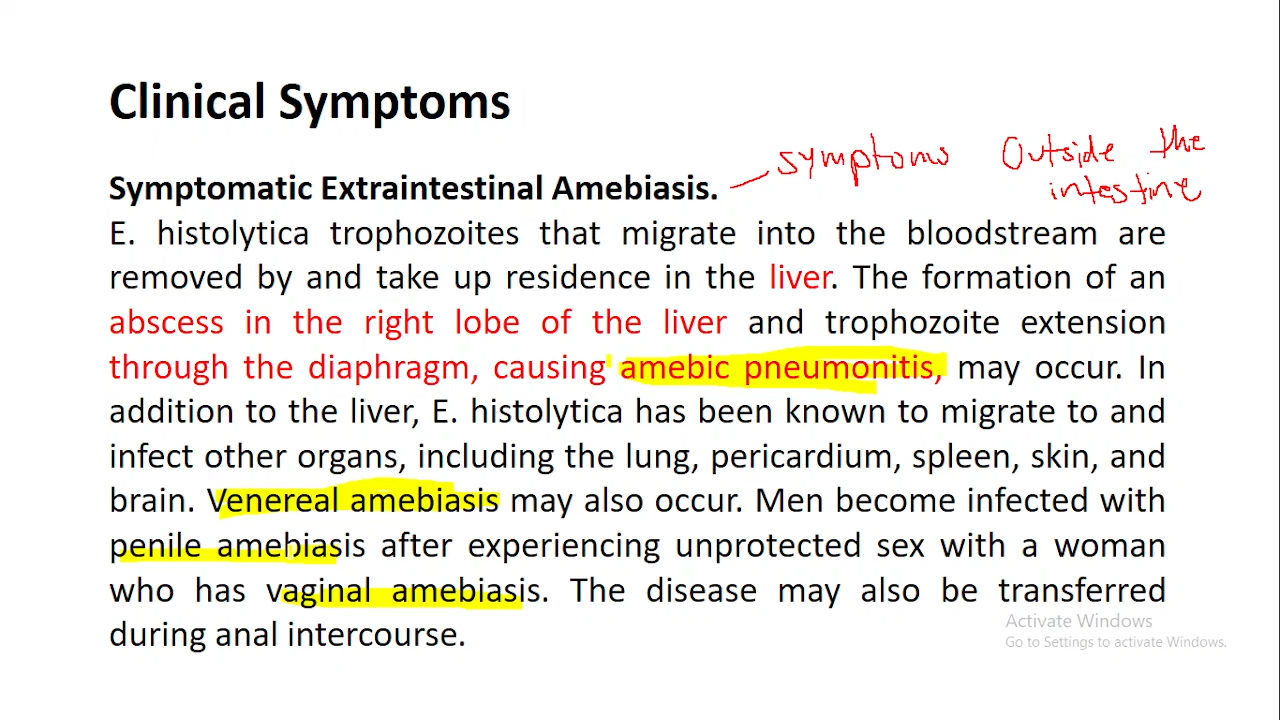 Clinical Symptoms
Symptomatic Extraintestinal Amebiasis.
symptoms Outside the
intestine
E. histolytica trophozoites that migrate into the bloodstream are
removed by and take up residence in the liver. The formation of an
abscess in the right lobe of the liver and trophozoite extension
through the diaphragm, causing amebic pneumonitis, may occur. In
addition to the liver, E. histolytica has been known to migrate to and
infect other organs, including the lung, pericardium, spleen, skin, and
brain. Venereal amebiasis may also occur. Men become infected with
penile amebiasis after experiencing unprotected sex with a woman
who has vaginal amebiasis. The disease may also be transferred
during anal intercourse.
Activate Windows
Go to Settings to activate Windows.